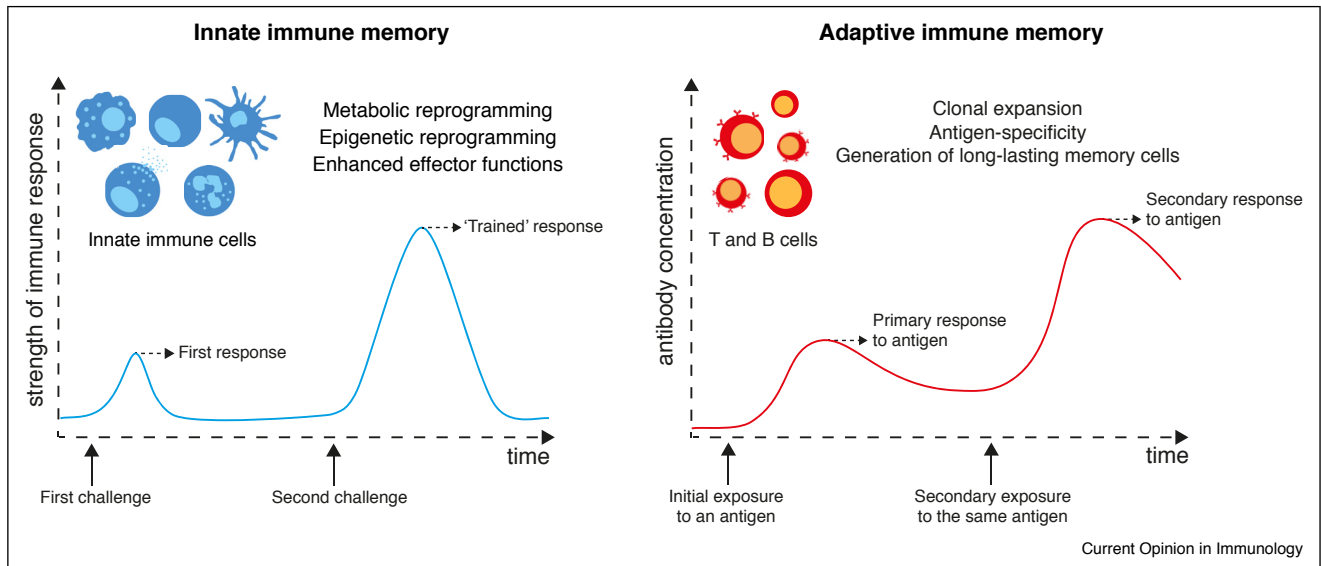 Innate immune memory
strength of immune response
Metabolic reprogramming
Epigenetic reprogramming
Enhanced effector functions
Innate immune cells
‘Trained’ response
First response
time
First challenge
Second challenge
Adaptive immune memory
antibody concentration
Clonal expansion
Antigen-specificity
Generation of long-lasting memory cells
T and B cells
Secondary response
to antigen
Primary response
to antigen
time
Initial exposure
to an antigen
Secondary exposure
to the same antigen
Current Opinion in Immunology